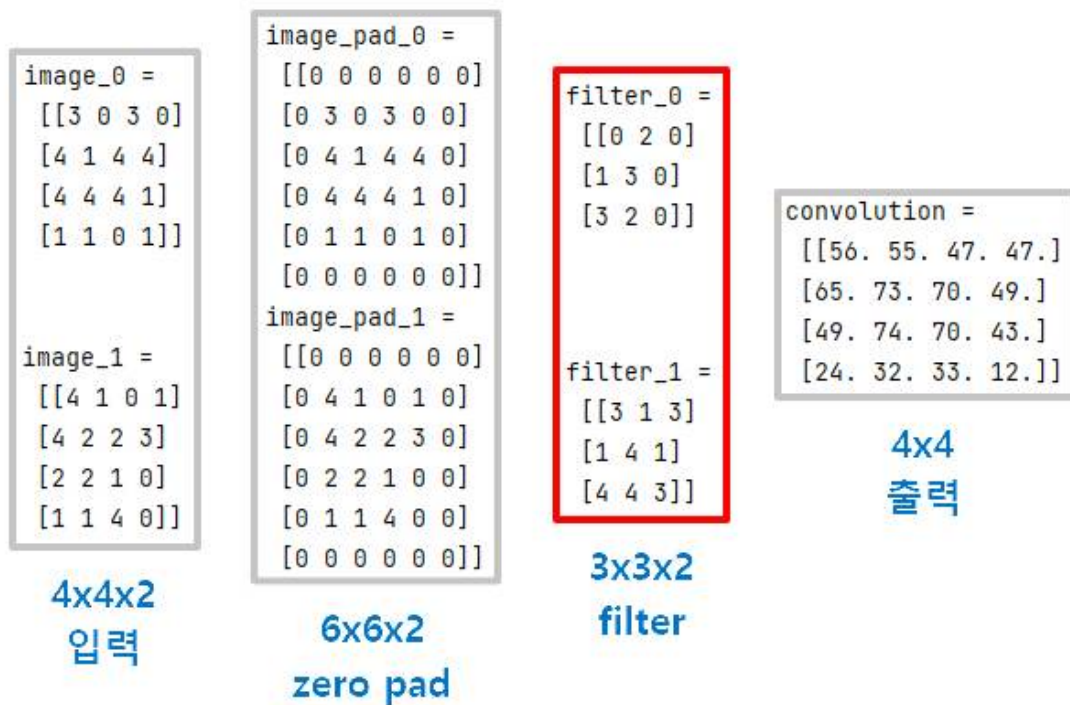 image_0 =
[[3 0 3 0]
[4 1 4 4]
[4 4 4 1]
[1 1 0 1]]
image_1 =
[[4 1 0 1]
[4 2 2 3]
[2 2 1 0]
[1 1 4 0]]
4x4x2
입력
image_pad_0 =
[[0 0 0 0 0 0]
[0 3 0 3 0 0]
[0 4 1 4 4 0]
[0 4 4 4 1 0]
[0 1 1 0 1 0]
[0 0 0 0 0 0]]
image_pad_1 =
[[0 0 0 0 0 0]
[0 4 1 0 1 0]
[0 4 2 2 3 0]
[0 2 2 1 0 0]
[0 1 1 4 0 0]
[0 0 0 0 0 0]]
6x6x2
zero pad
filter_0 =
[[0 2 0]
[1 3 0]
[3 2 0]]
filter_1 =
[[3 1 3]
[1 4 1]
[4 4 3]]
3x3x2
filter
convolution =
[[56. 55. 47. 47.]
[65. 73. 70. 49.]
[49. 74. 70. 43.]
[24. 32. 33. 12.]]
4x4
출력